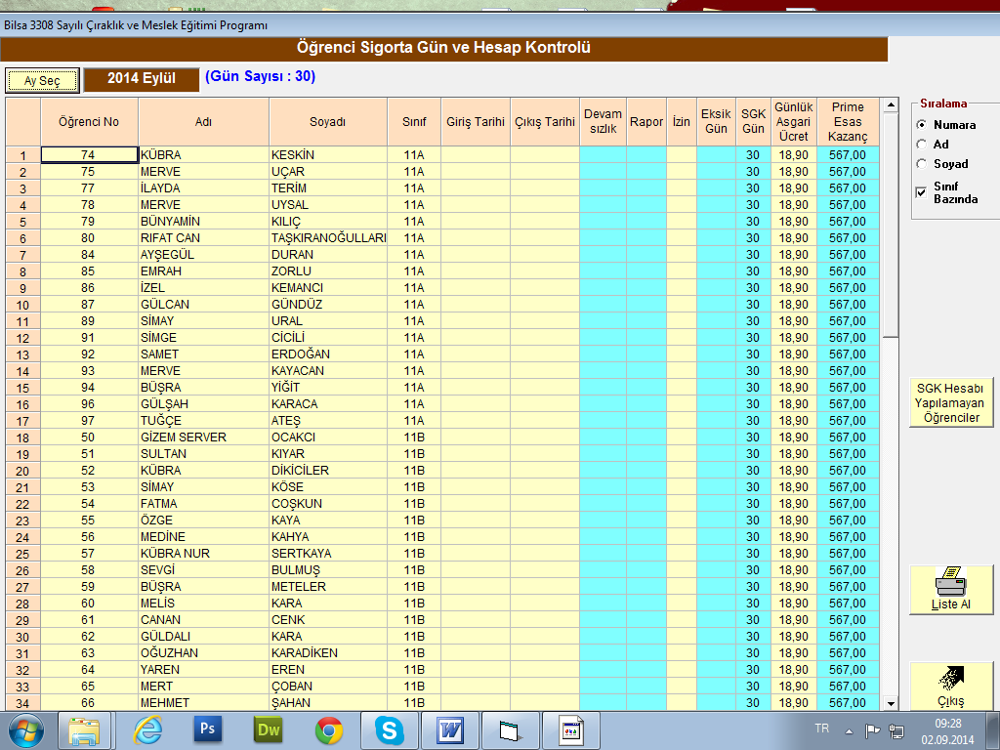 Bilsa 3308 Sayılı Çıraklık ve Meslek Eğitimi Programı
Öğrenci Sigorta Gün ve Hesap Kontrolü
Ay Seç 2014 Eylül (Gün Sayısı : 30)
Öğrenci No Adı Soyadı Sınıf Giriş Tarihi Çıkış Tarihi Devam sızlık Rapor İzin Eksik Gün SGK Gün Günlük Asgari Ücret Prime Esas Kazanç
1 74 KÜBRA KESKİN 11A 30 18,90 567,00
2 75 MERVE UÇAR 11A 30 18,90 567,00
3 77 İLAYDA TERİM 11A 30 18,90 567,00
4 78 MERVE UYSAL 11A 30 18,90 567,00
5 79 BÜNYAMİN KILIÇ 11A 30 18,90 567,00
6 80 RIFAT CAN TAŞKIRANOĞULLARI 11A 30 18,90 567,00
7 84 AYŞEGÜL DURAN 11A 30 18,90 567,00
8 85 EMRAH ZORLU 11A 30 18,90 567,00
9 86 İZEL KEMANCI 11A 30 18,90 567,00
10 87 GÜLCAN GÜNDÜZ 11A 30 18,90 567,00
11 89 SİMAY URAL 11A 30 18,90 567,00
12 91 SİMGE CİCİLİ 11A 30 18,90 567,00
13 92 SAMET ERDOĞAN 11A 30 18,90 567,00
14 93 MERVE KAYACAN 11A 30 18,90 567,00
15 94 BÜŞRA YİĞİT 11A 30 18,90 567,00
16 96 GÜLŞAH KARACA 11A 30 18,90 567,00
17 97 TUĞÇE ATEŞ 11A 30 18,90 567,00
18 50 GİZEM SERVER OCAKCI 11B 30 18,90 567,00
19 51 SULTAN KIYAR 11B 30 18,90 567,00
20 52 KÜBRA DİKİCİLER 11B 30 18,90 567,00
21 53 SİMAY KÖSE 11B 30 18,90 567,00
22 54 FATMA COŞKUN 11B 30 18,90 567,00
23 55 ÖZGE KAYA 11B 30 18,90 567,00
24 56 MEDİNE KAHYA 11B 30 18,90 567,00
25 57 KÜBRA NUR SERTKAYA 11B 30 18,90 567,00
26 58 SEVGİ BULMUŞ 11B 30 18,90 567,00
27 59 BÜŞRA METELER 11B 30 18,90 567,00
28 60 MELİS KARA 11B 30 18,90 567,00
29 61 CANAN CENK 11B 30 18,90 567,00
30 62 GÜLDALI KARA 11B 30 18,90 567,00
31 63 OĞUZHAN KARADİKEN 11B 30 18,90 567,00
32 64 YAREN EREN 11B 30 18,90 567,00
33 65 MERT ÇOBAN 11B 30 18,90 567,00
34 66 MEHMET ŞAHAN 11B 30 18,90 567,00
Sıralama
Numara
Ad
Soyad
Sınıf
Bazında
SGK Hesabı
Yapılamayan
Öğrenciler
Liste Al
Çıkış
Ps Dw S W TR 09:28
02.09.2014